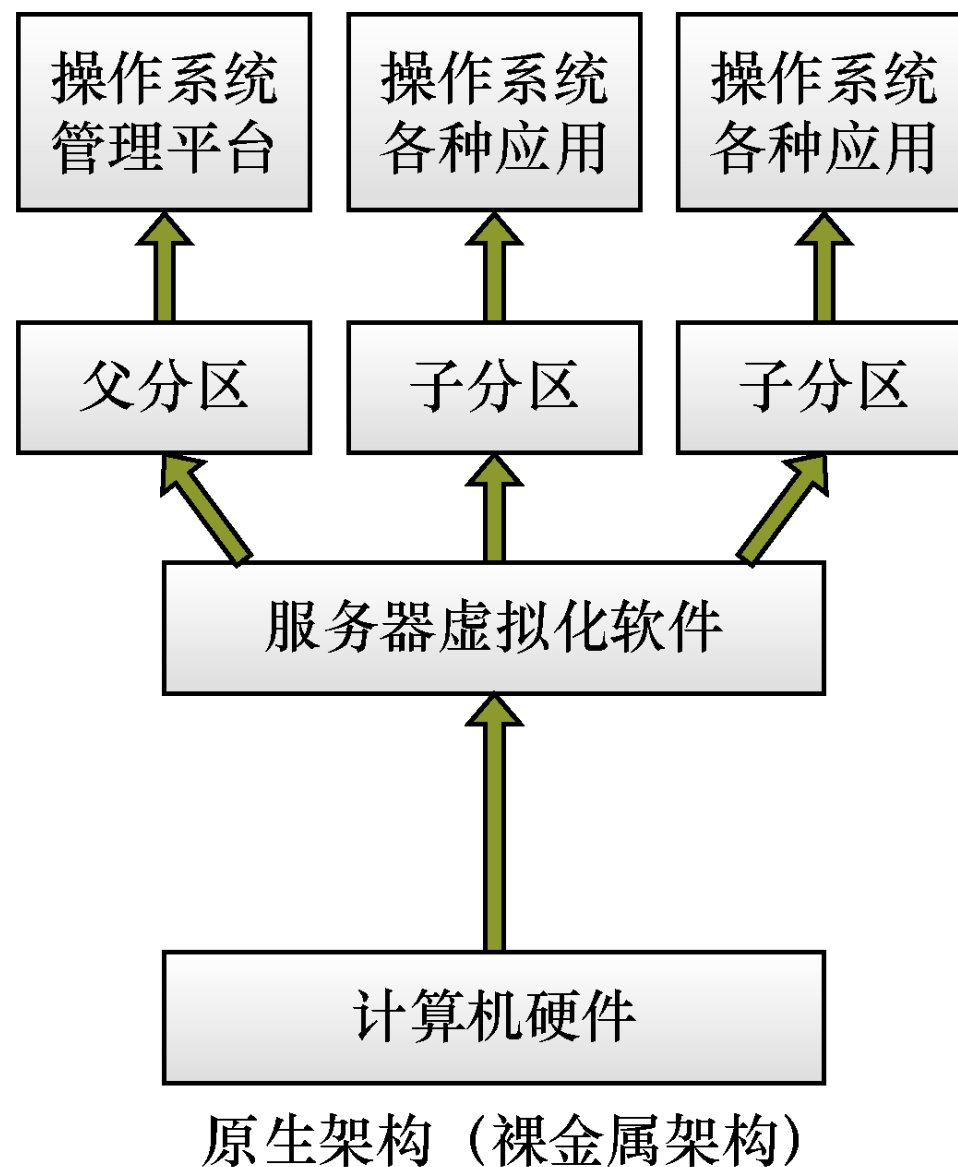 操作系统
管理平台
操作系统
各种应用
操作系统
各种应用
父分区
子分区
子分区
服务器虚拟化软件
计算机硬件
原生架构（裸金属架构）